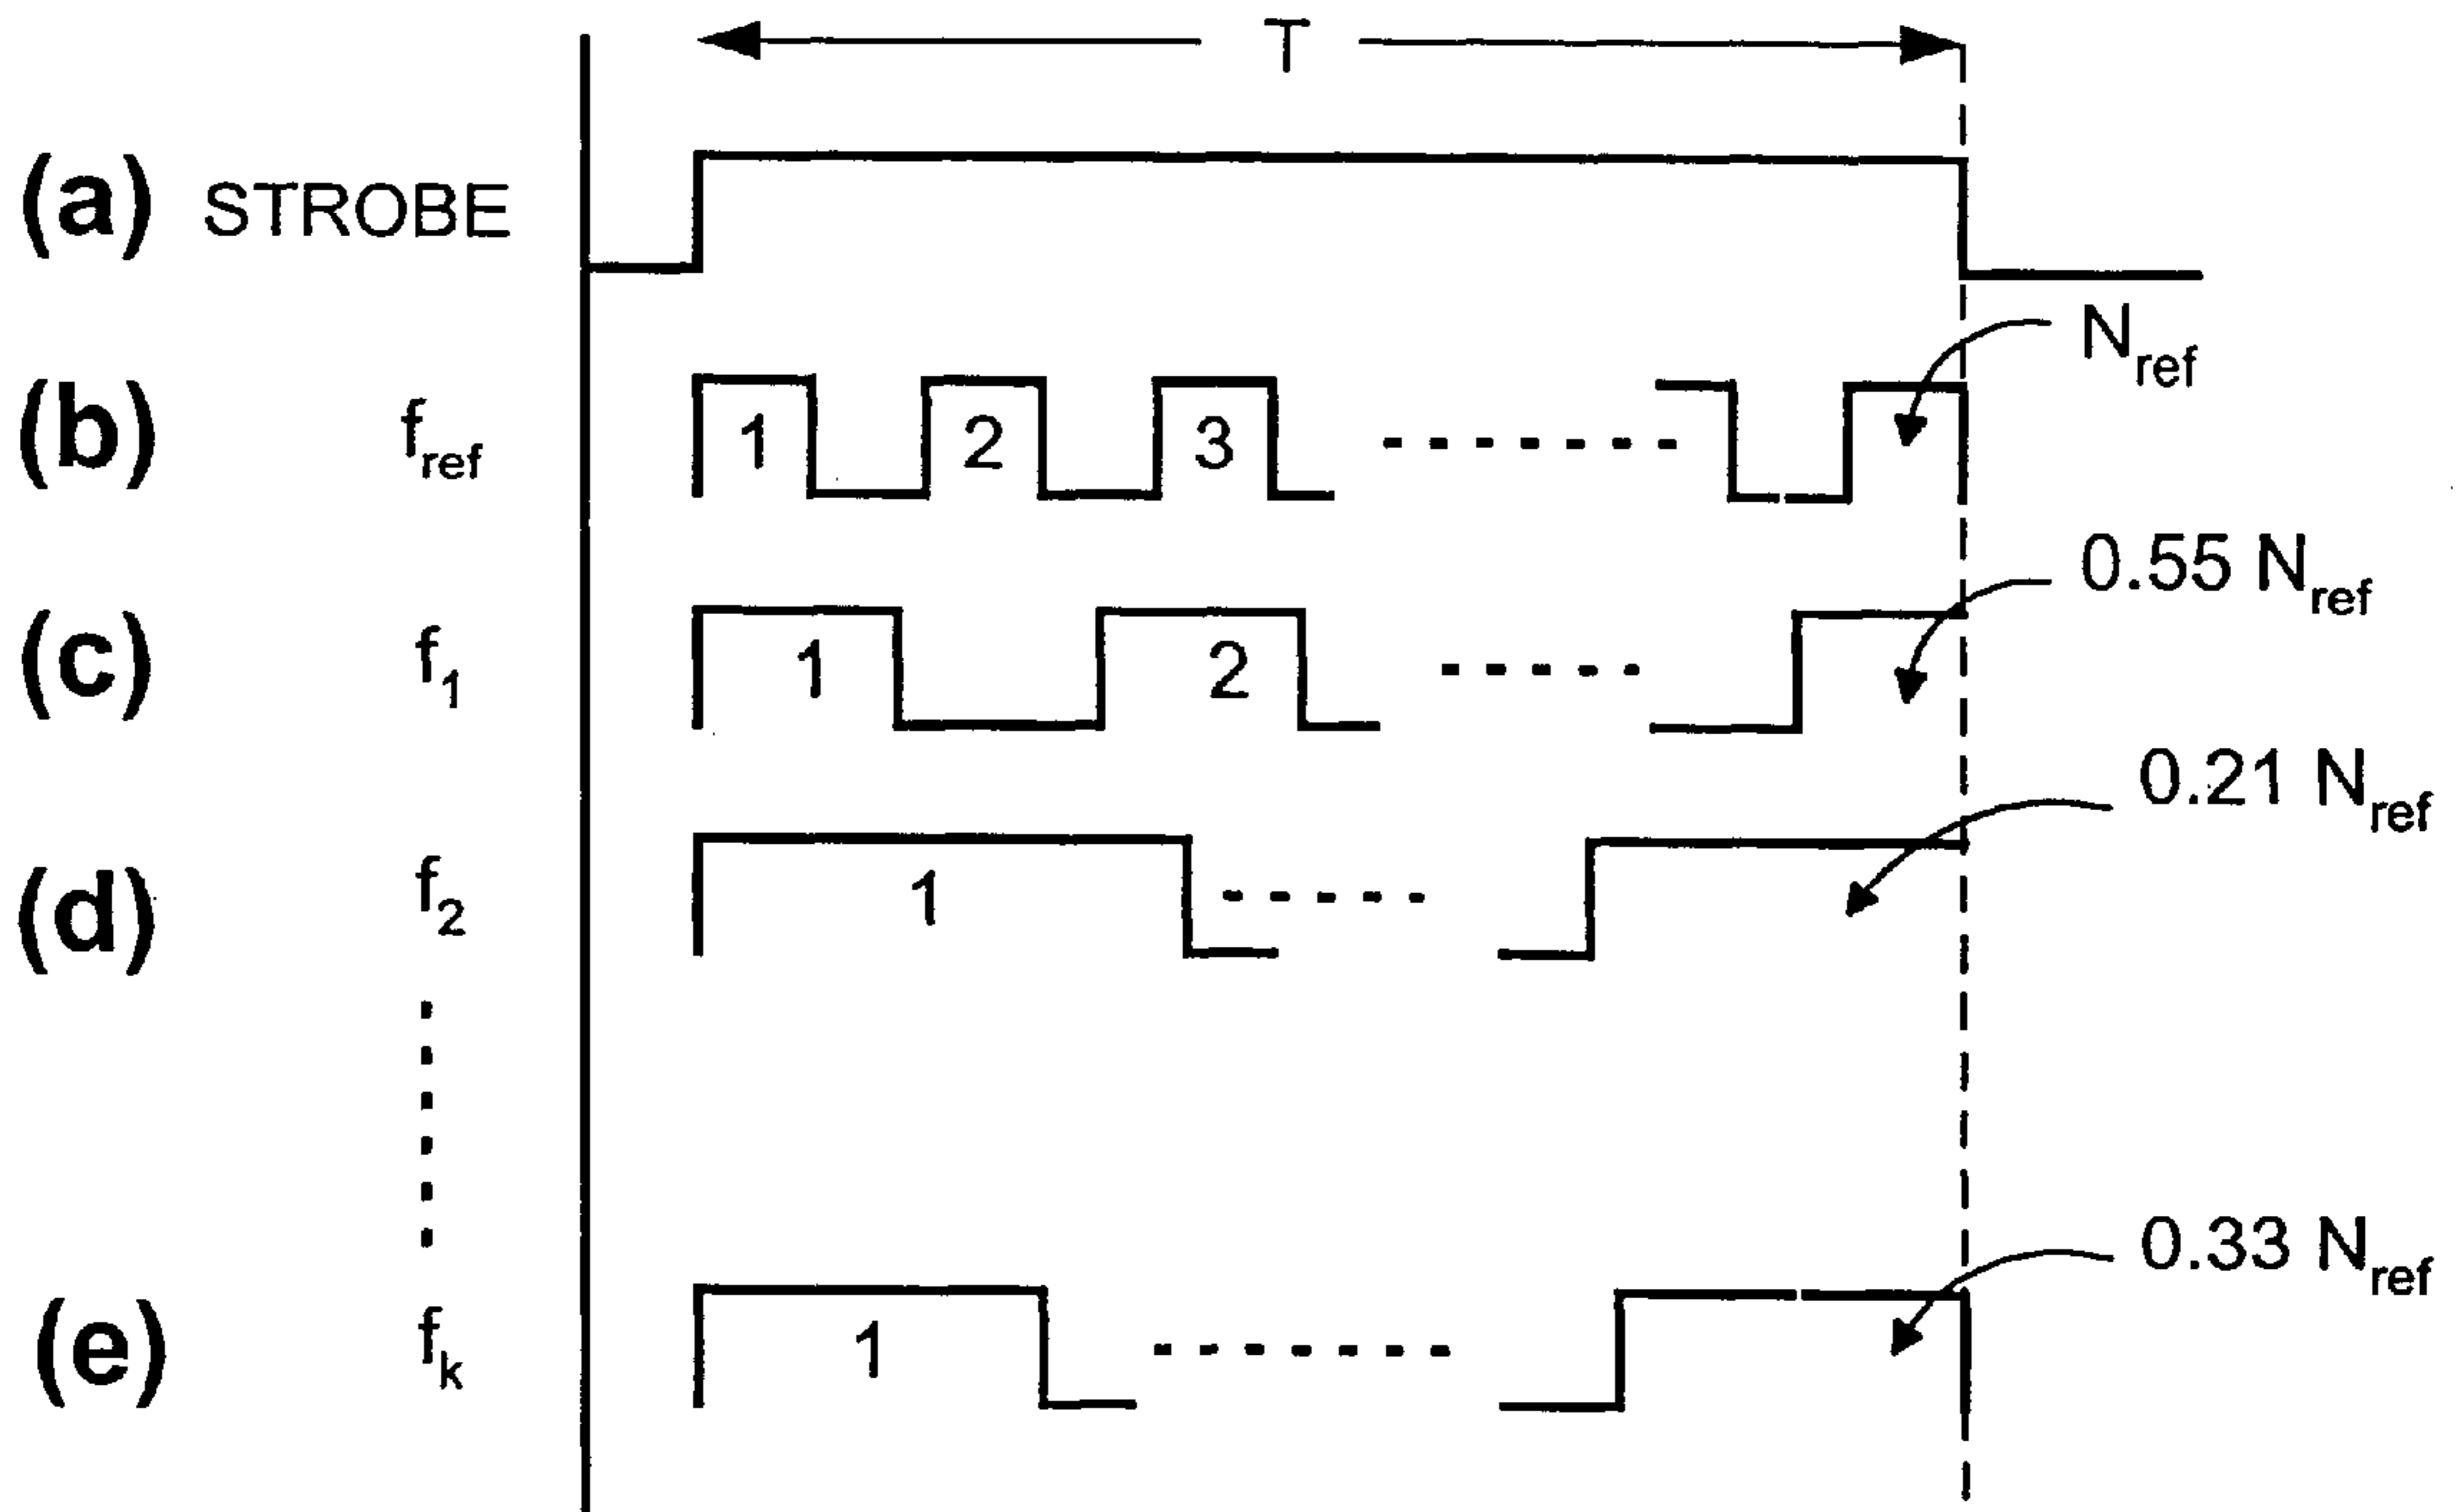 T
(a) STROBE
N_ref
(b) f_ref 1 2 3
0.55 N_ref
(c) f_1 1 2
0.21 N_ref
(d) f_2 1
0.33 N_ref
(e) f_k 1